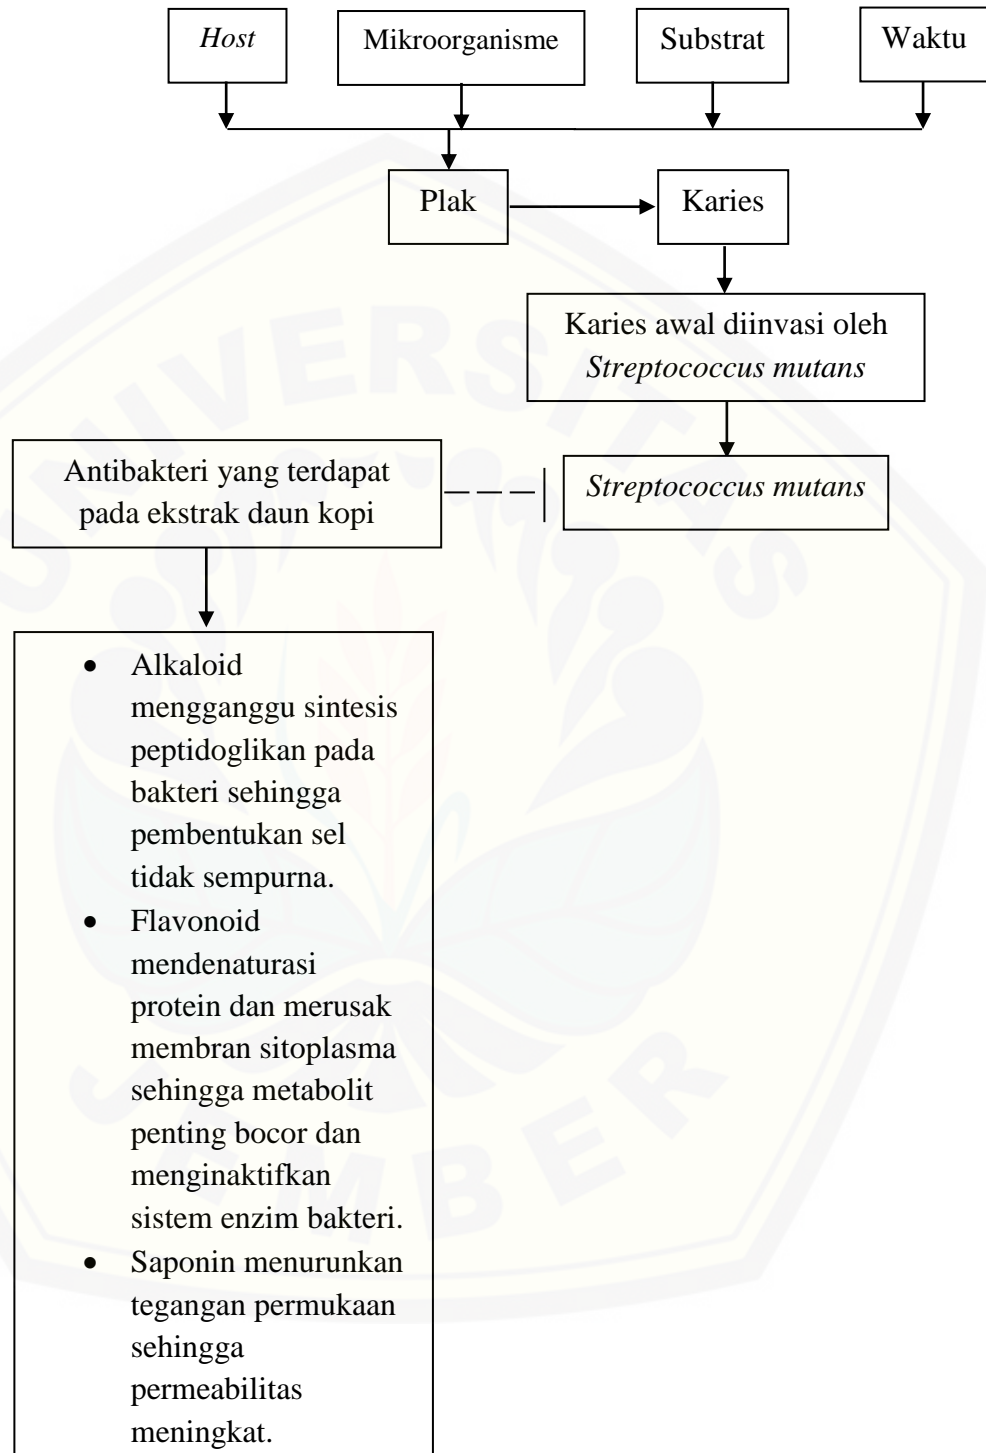 Host
Mikroorganisme
Substrat
Waktu
Plak
Karies
Karies awal diinvasi oleh
Streptococcus mutans
Antibakteri yang terdapat
pada ekstrak daun kopi
Streptococcus mutans
• Alkaloid
mengganggu sintesis
peptidoglikan pada
bakteri sehingga
pembentukan sel
tidak sempurna.
• Flavonoid
mendenaturasi
protein dan merusak
membran sitoplasma
sehingga metabolit
penting bocor dan
menginaktifkan
sistem enzim bakteri.
• Saponin menurunkan
tegangan permukaan
sehingga
permeabilitas
meningkat.
UNIVERSITAS
JEMBER